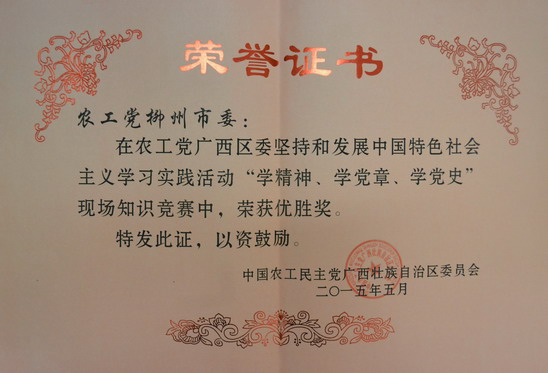 荣誉证书
农工党柳州市委：
在农工党广西区委坚持和发展中国特色社会
主义学习实践活动“学精神、学党章、学党史”
现场知识竞赛中，荣获优胜奖。
特发此证，以资鼓励。
中国农工民主党广西壮族自治区委员会
二〇一五年五月